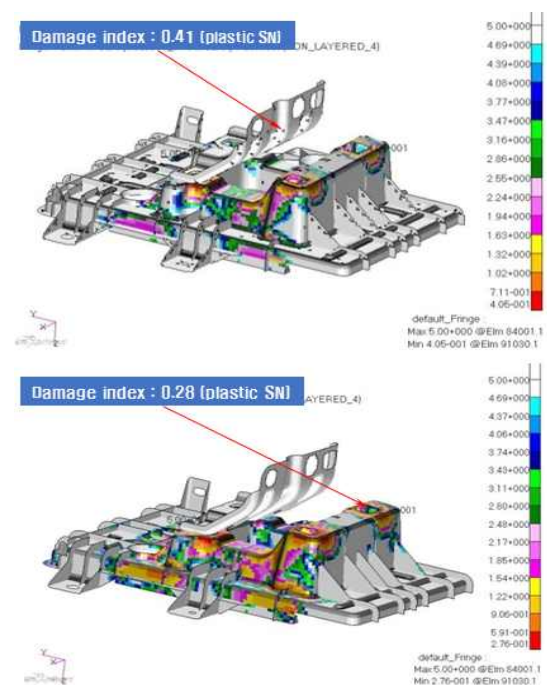 Damage index : 0.41 (plastic SN)
ON_LAYERED_4)
5.00+000
4.69+000
4.39+000
4.08+000
3.77+000
3.47+000
3.16+000
2.86+000
2.55+000
2.24+000
1.94+000
1.63+000
1.32+000
1.02+000
7.11-001
4.05-001
001
default_Fringe :
Max 5.00+000 @Elm 84001.1
Min 4.05-001 @Elm 91030.1
Y
X
Z
Damage index : 0.28 (plastic SN)
AYERED_4)
5.00+000
4.69+000
4.37+000
4.06+000
3.74+000
3.43+000
3.11+000
2.80+000
2.48+000
2.17+000
1.85+000
1.54+000
1.22+000
9.06-001
5.91-001
2.76-001
001
default_Fringe :
Max 5.00+000 @Elm 84001.1
Min 2.76-001 @Elm 91030.1
Y
X
Z